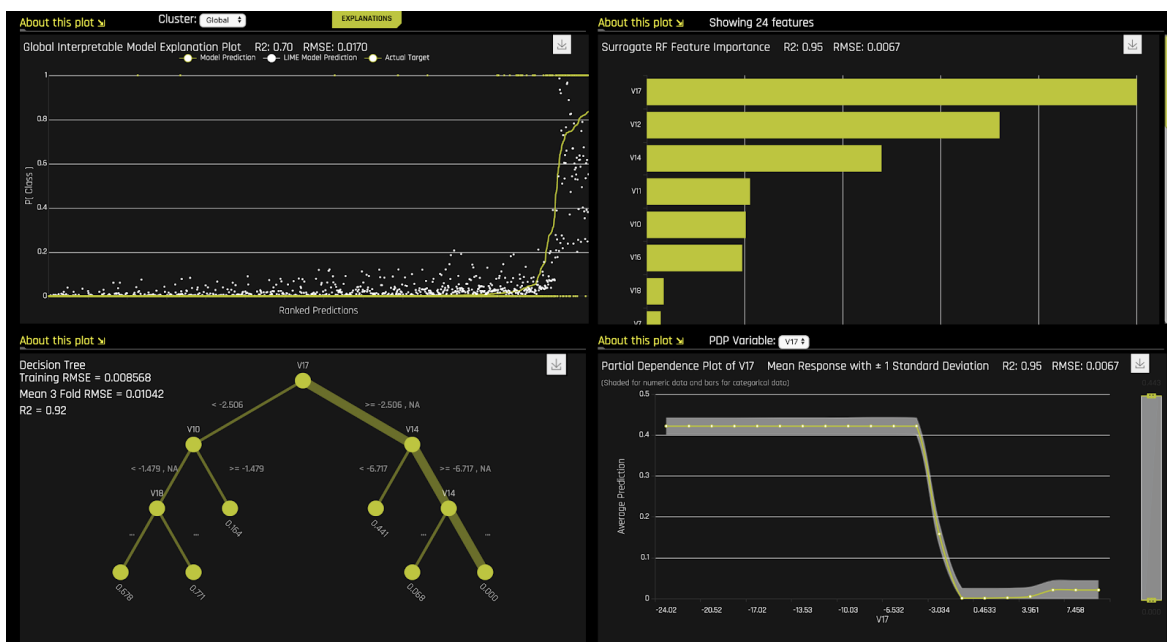 About this plot
Cluster: Global
EXPLANATIONS
Global Interpretable Model Explanation Plot R2: 0.70 RMSE: 0.0170
Model Prediction LIME Model Prediction Actual Target
1
0.8
0.6
0.4
0.2
0
P[ Class ]
Ranked Predictions
About this plot
Showing 24 features
Surrogate RF Feature Importance R2: 0.95 RMSE: 0.0067
V17
V12
V14
V11
V10
V16
V18
V7
About this plot
Decision Tree
Training RMSE = 0.008568
Mean 3 Fold RMSE = 0.01042
R2 = 0.92
V17
< -2.506
>= -2.506 , NA
V10
V14
< -1.479 , NA
>= -1.479
< -6.717
>= -6.717, NA
V18
V14
0.164
0.441
...
...
...
...
0.678
0.771
0.068
0.000
About this plot
PDP Variable: V17
Partial Dependence Plot of V17 Mean Response with ± 1 Standard Deviation R2: 0.95 RMSE: 0.0067
(Shaded for numeric data and bars for categorical data)
0.5
0.4
0.3
0.2
0.1
0
Average Prediction
-24.02 -20.52 -17.02 -13.53 -10.03 -6.532 -3.034 0.4633 3.961 7.458
V17
0.443
0.000